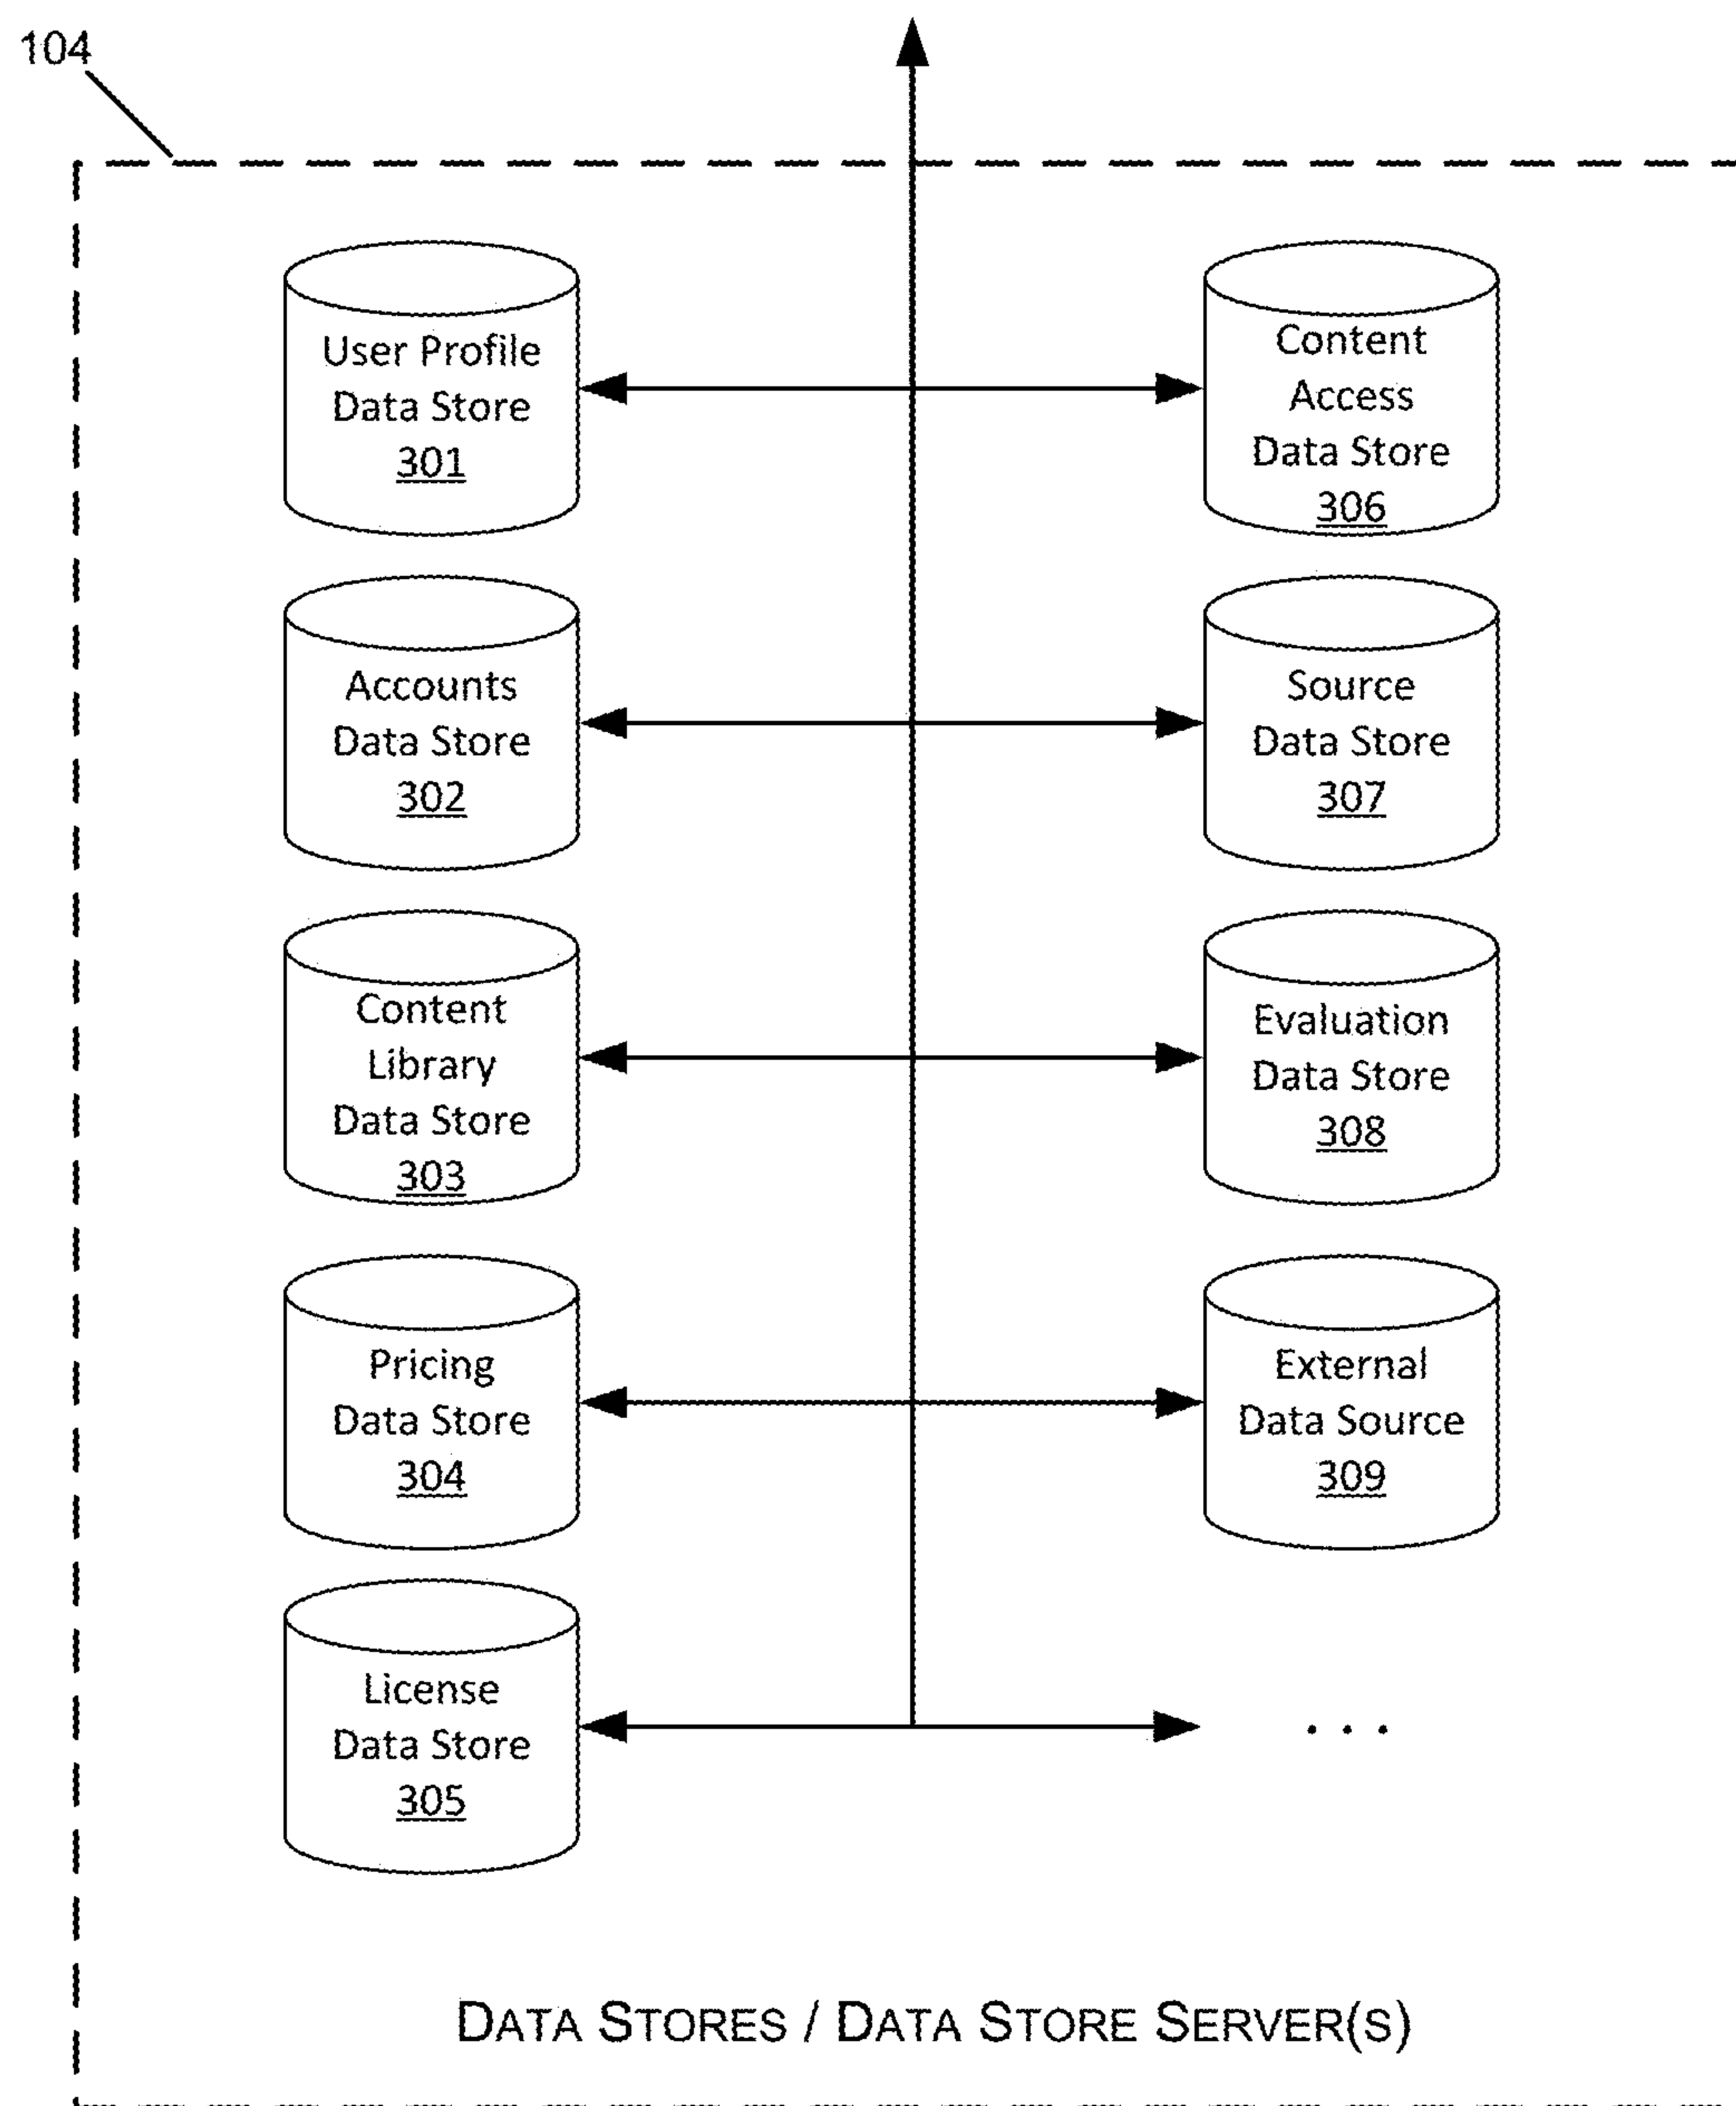 104
User Profile
Data Store
301
Content
Access
Data Store
306
Accounts
Data Store
302
Source
Data Store
307
Content
Library
Data Store
303
Evaluation
Data Store
308
Pricing
Data Store
304
External
Data Source
309
License
Data Store
305
. . .
DATA STORES / DATA STORE SERVER(S)